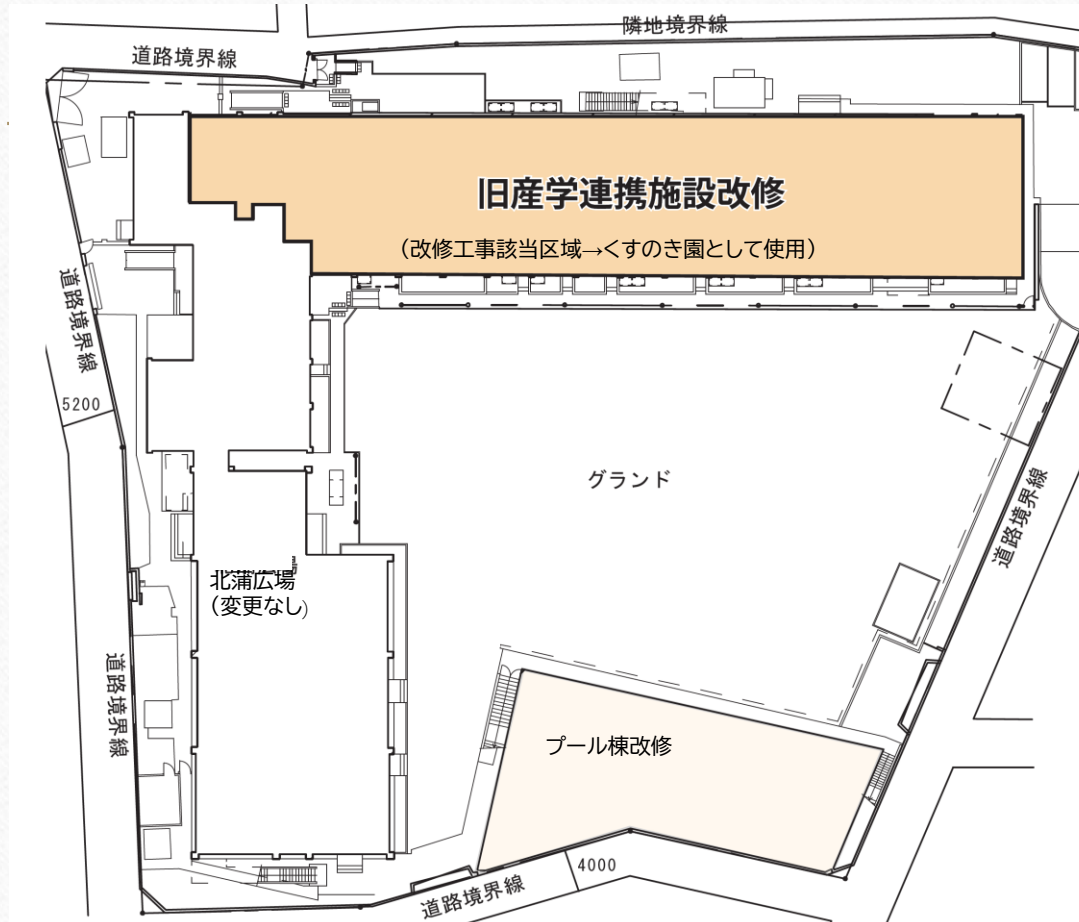 隣地境界線
道路境界線
旧産学連携施設改修
（改修工事該当区域→くすのき園として使用）
道路境界線
5200
グランド
道路境界線
北蒲広場
（変更なし)
道路境界線
プール棟改修
4000
道路境界線